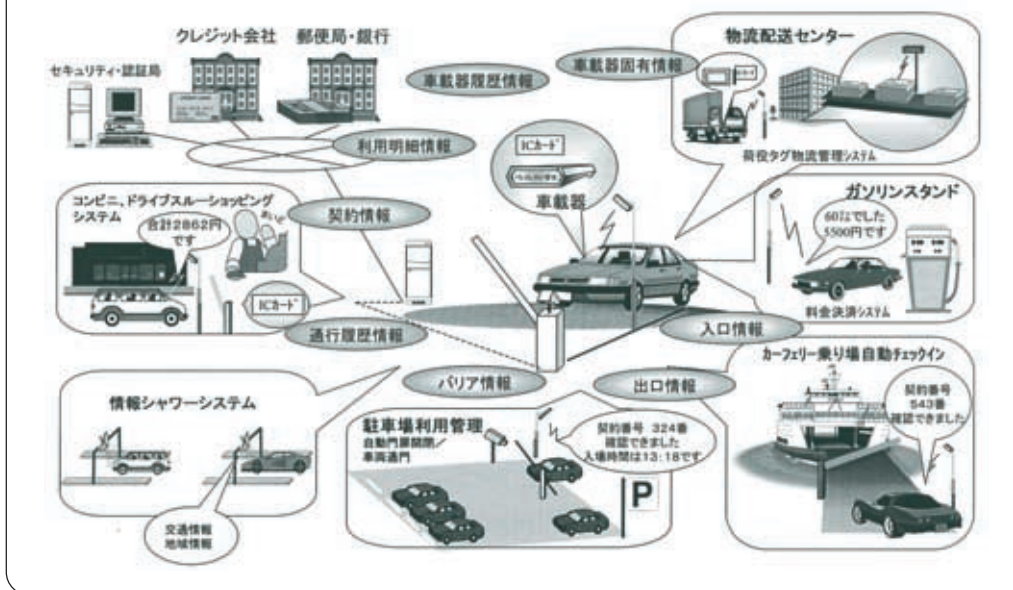 クレジット会社
郵便局・銀行
セキュリティ・認証局
車載器履歴情報
車載器固有情報
物流配送センター
利用明細情報
荷役タグ物流管理システム
ICカード
車載器
コンビニ、ドライブスルーショッピング
システム
合計2862円
です
契約情報
ICカード
通行履歴情報
ガソリンスタンド
60㍑でした
5500円です
料金決済システム
入口情報
バリア情報
出口情報
カーフェリー乗り場自動チェックイン
契約番号
543番
確認できました
情報シャワーシステム
交通情報
地域情報
駐車場利用管理
自動門扉開閉/
車両通門
契約番号 324番
確認できました
入場時間は13:18です
P